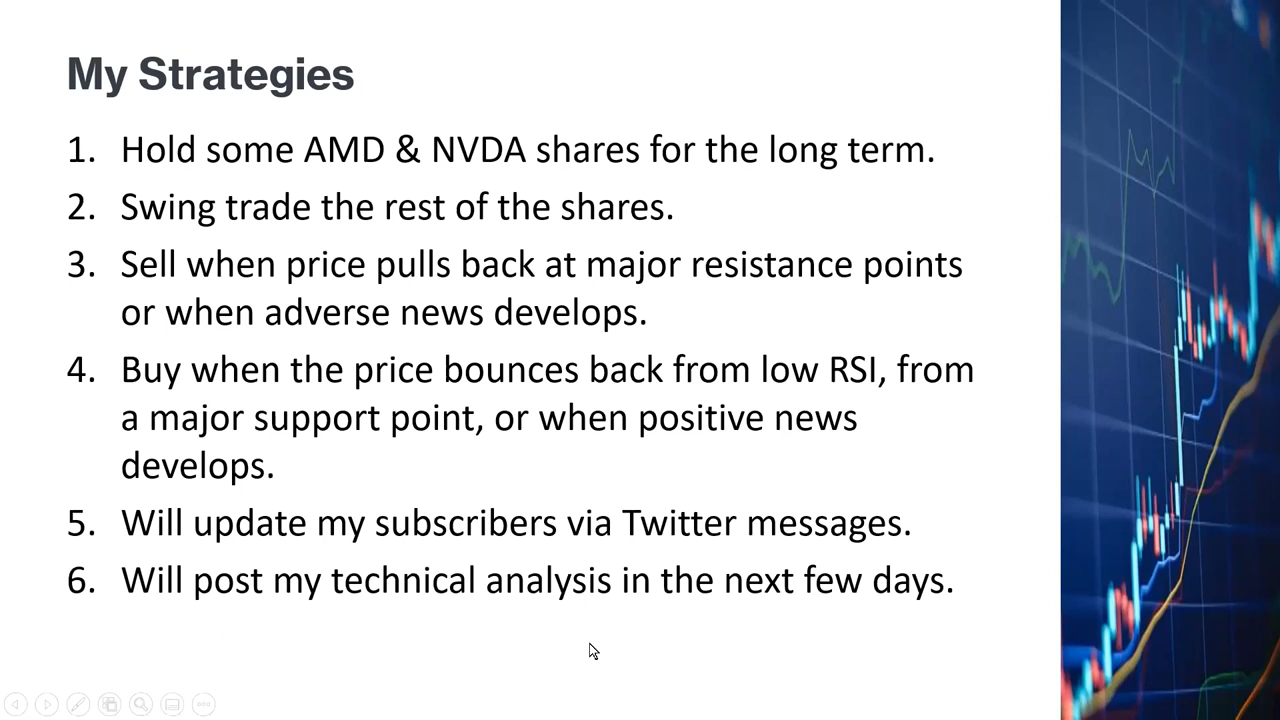 My Strategies
1. Hold some AMD & NVDA shares for the long term.
2. Swing trade the rest of the shares.
3. Sell when price pulls back at major resistance points
or when adverse news develops.
4. Buy when the price bounces back from low RSI, from
a major support point, or when positive news
develops.
5. Will update my subscribers via Twitter messages.
6. Will post my technical analysis in the next few days.